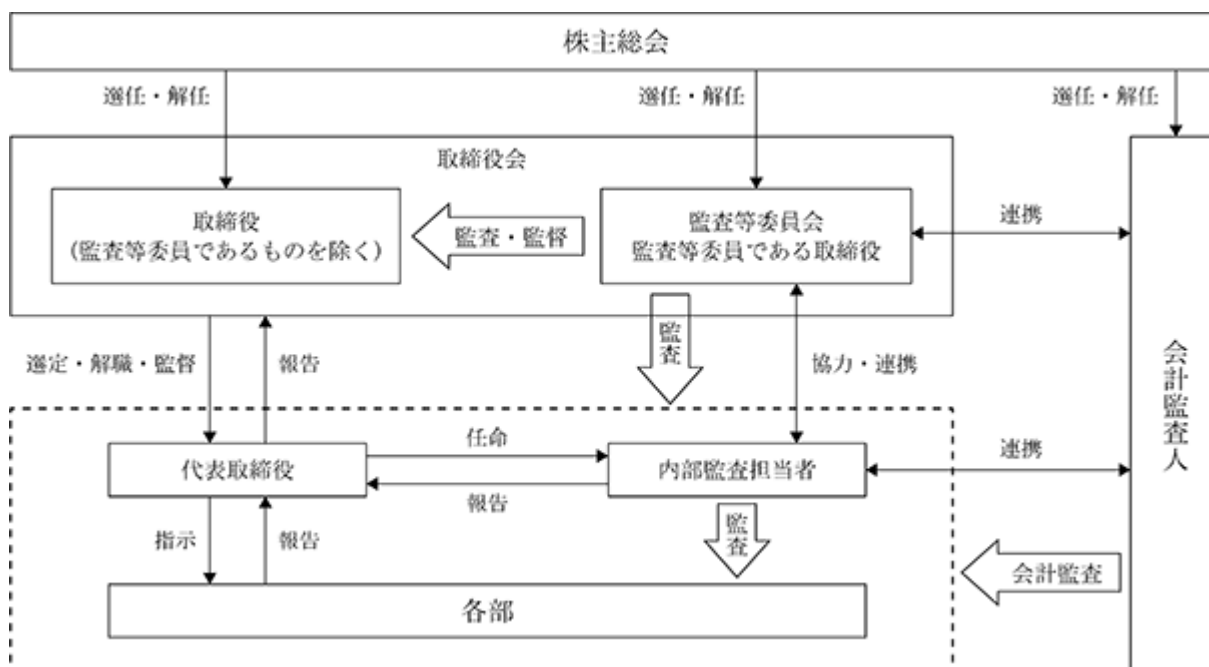 株主総会
選任・解任
選任・解任
選任・解任
取締役会
取締役
(監査等委員であるものを除く)
監査・監督
監査等委員会
監査等委員である取締役
連携
監査
選定・解職・監督
報告
協力・連携
会計監査人
代表取締役
任命
報告
内部監査担当者
連携
指示
報告
監査
会計監査
各部